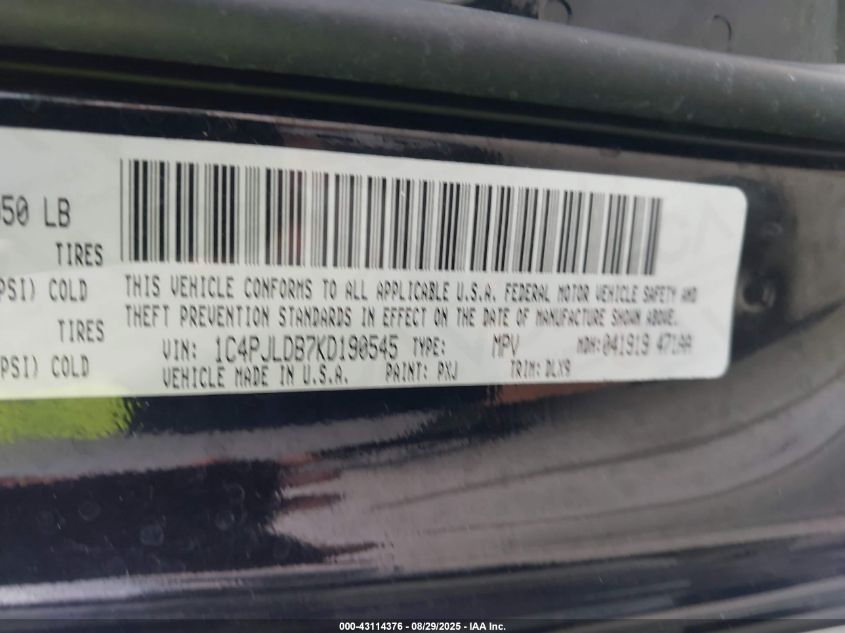 050 LB
TIRES
PSI) COLD
TIRES
PSI) COLD
THIS VEHICLE CONFORMS TO ALL APPLICABLE U.S.A. FEDERAL MOTOR VEHICLE SAFETY AND
THEFT PREVENTION STANDARDS IN EFFECT ON THE DATE OF MANUFACTURE SHOWN ABOVE.
VIN: 1C4PJLDB7KD190545 TYPE: MPV MDH: 041919 471AA
VEHICLE MADE IN U.S.A. PAINT: PXJ TRIM: DLX9
000-43114376 - 08/29/2025 - IAA Inc.